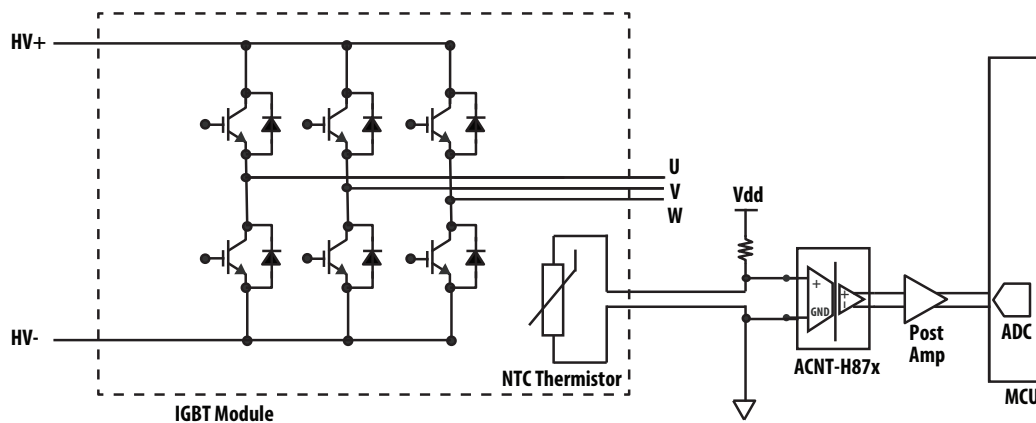 HV+
HV-
U
V
W
Vdd
+
GND
+
–
ADC
Post
Amp
ACNT-H87x
MCU
NTC Thermistor
IGBT Module